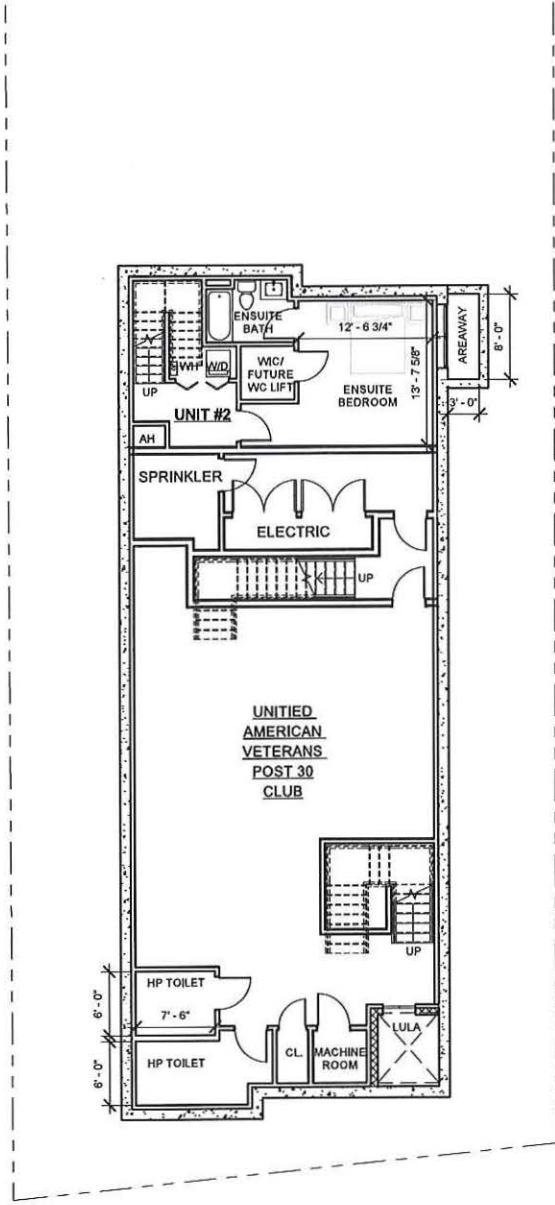 ENSUITE
BATH
12' - 6 3/4"
AREAWAY
8' - 0"
WH
W/D
WIC/
FUTURE
WC LIFT
ENSUITE
BEDROOM
13' - 7 5/8"
3' - 0"
UP
UNIT #2
AH
SPRINKLER
ELECTRIC
UP
UNITIED
AMERICAN
VETERANS
POST 30
CLUB
UP
HP TOILET
6' - 0"
7' - 6"
LULA
HP TOILET
6' - 0"
CL.
MACHINE
ROOM